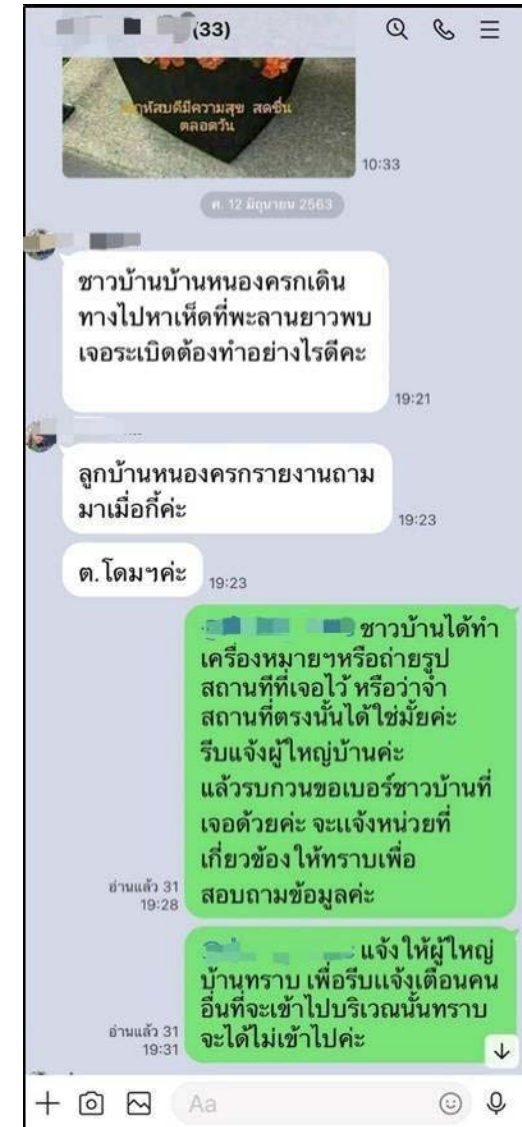 (33)
หัสบดีมีความสุข สดชื่น
ตลอดวัน
10:33
ศ. 12 มิถุนายน 2563
ชาวบ้านบ้านหนองครกเดิน
ทางไปหาเห็ดที่พะลานยาวพบ
เจอระเบิดต้องทำอย่างไรดีคะ
19:21
ลูกบ้านหนองครกรายงานถาม
มาเมื่อกี้ค่ะ
19:23
ต.โดมฯค่ะ
19:23
ชาวบ้านได้ทำ
เครื่องหมายฯหรือถ่ายรูป
สถานทีที่เจอไว้ หรือว่าจำ
สถานที่ตรงนั้นได้ใช่มั้ยค่ะ
รีบแจ้งผู้ใหญ่บ้านค่ะ
แล้วรบกวนขอเบอร์ชาวบ้านที่
เจอด้วยค่ะ จะแจ้งหน่วยที่
เกี่ยวข้องให้ทราบเพื่อ
สอบถามข้อมูลค่ะ
อ่านแล้ว 31
19:28
แจ้งให้ผู้ใหญ่
บ้านทราบ เพื่อรีบแจ้งเตือนคน
อื่นที่จะเข้าไปบริเวณนั้นทราบ
จะได้ไม่เข้าไปค่ะ
อ่านแล้ว 31
19:31
Aa